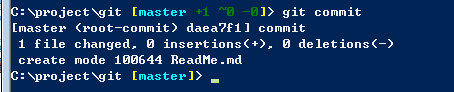 C:\project\git [master +1 ~0 -0]> git commit
[master (root-commit) daea7f1] commit
1 file changed, 0 insertions(+), 0 deletions(-)
create mode 100644 ReadMe.md
C:\project\git [master]> _